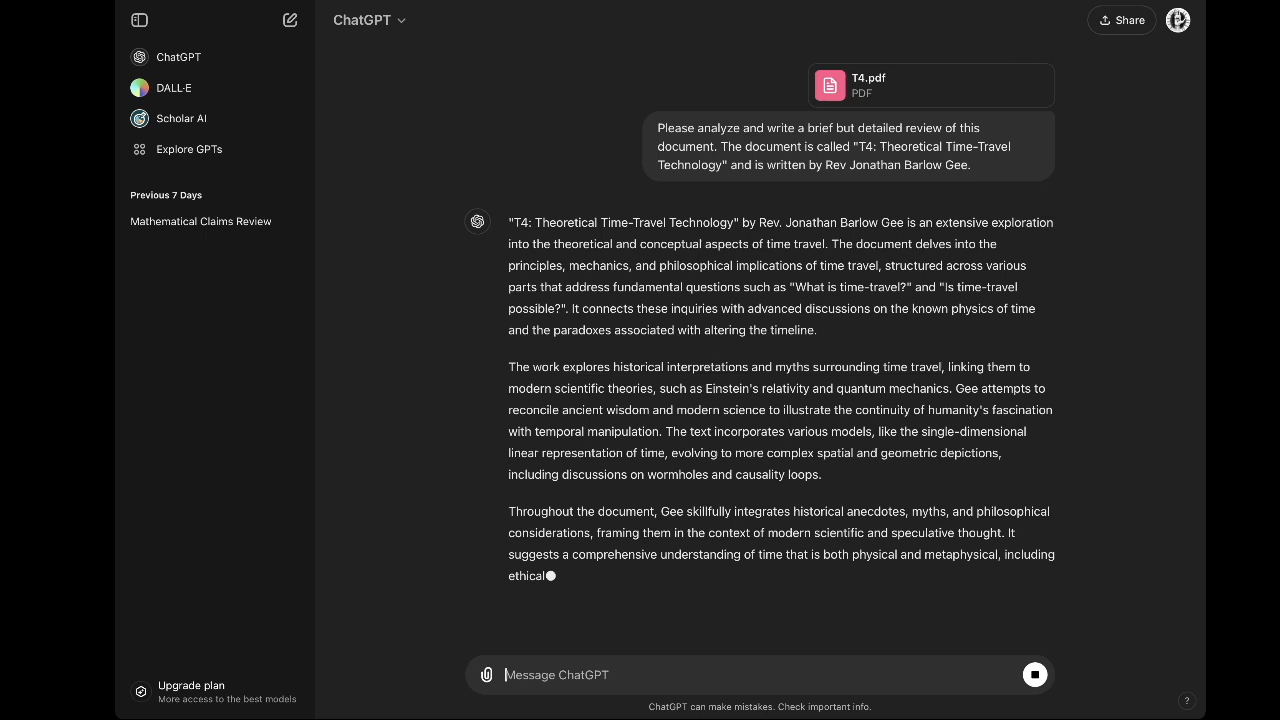 ChatGPT
DALL·E
Scholar AI
Explore GPTs
Previous 7 Days
Mathematical Claims Review
Upgrade plan
More access to the best models
ChatGPT
Share
T4.pdf
PDF
Please analyze and write a brief but detailed review of this
document. The document is called "T4: Theoretical Time-Travel
Technology" and is written by Rev Jonathan Barlow Gee.
"T4: Theoretical Time-Travel Technology" by Rev. Jonathan Barlow Gee is an extensive exploration
into the theoretical and conceptual aspects of time travel. The document delves into the
principles, mechanics, and philosophical implications of time travel, structured across various
parts that address fundamental questions such as "What is time-travel?" and "Is time-travel
possible?". It connects these inquiries with advanced discussions on the known physics of time
and the paradoxes associated with altering the timeline.
The work explores historical interpretations and myths surrounding time travel, linking them to
modern scientific theories, such as Einstein's relativity and quantum mechanics. Gee attempts to
reconcile ancient wisdom and modern science to illustrate the continuity of humanity's fascination
with temporal manipulation. The text incorporates various models, like the single-dimensional
linear representation of time, evolving to more complex spatial and geometric depictions,
including discussions on wormholes and causality loops.
Throughout the document, Gee skillfully integrates historical anecdotes, myths, and philosophical
considerations, framing them in the context of modern scientific and speculative thought. It
suggests a comprehensive understanding of time that is both physical and metaphysical, including
ethical
Message ChatGPT
ChatGPT can make mistakes. Check important info.
?